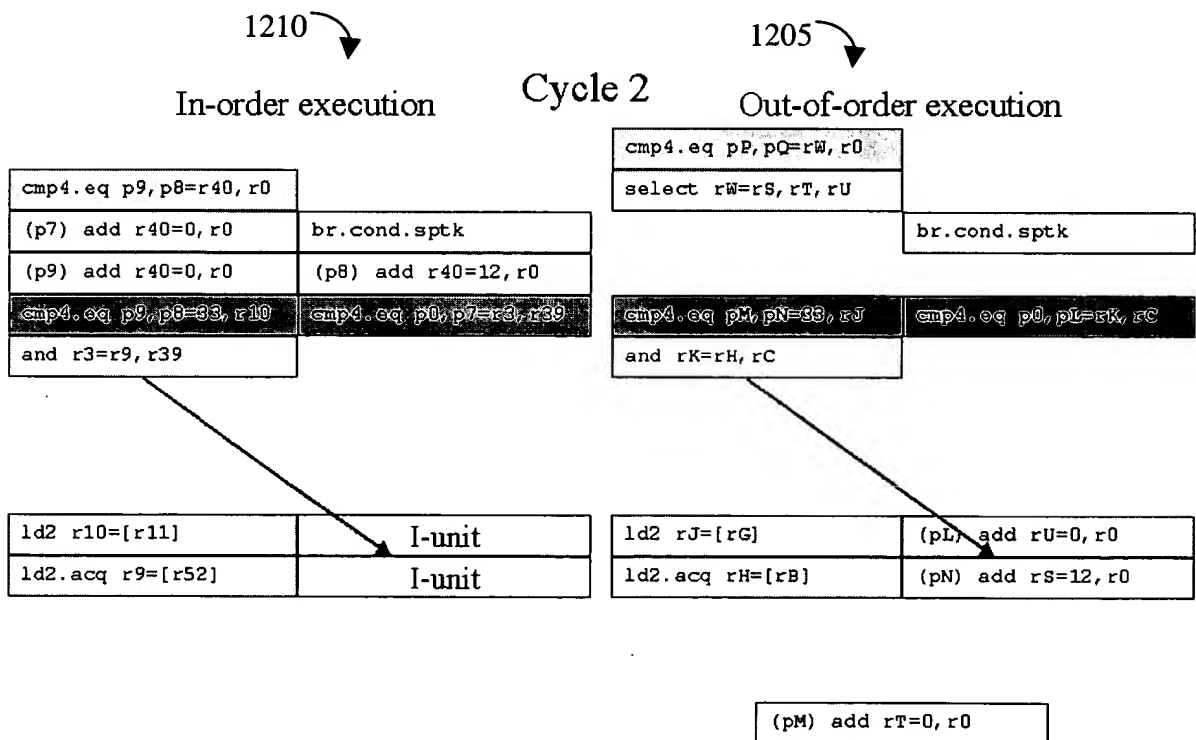 1210
1205
Cycle 2
In-order execution
Out-of-order execution
cmp4.eq p9,p8=r40,r0
(p7) add r40=0,r0
br.cond.sptk
(p9) add r40=0,r0
(p8) add r40=12,r0
cmp4.eq p9,p8=33,r10
cmp4.eq p0,p7=r3,r39
and r3=r9,r39
ld2 r10=[r11]
I-unit
ld2.acq r9=[r52]
I-unit
cmp4.eq pP,pQ=rW,r0
select rW=rS,rT,rU
br.cond.sptk
cmp4.eq pM,pN=33,rJ
cmp4.eq p0,pL=rK,rC
and rK=rH,rC
ld2 rJ=[rG]
(pL) add rU=0,r0
ld2.acq rH=[rB]
(pN) add rS=12,r0
(pM) add rT=0,r0